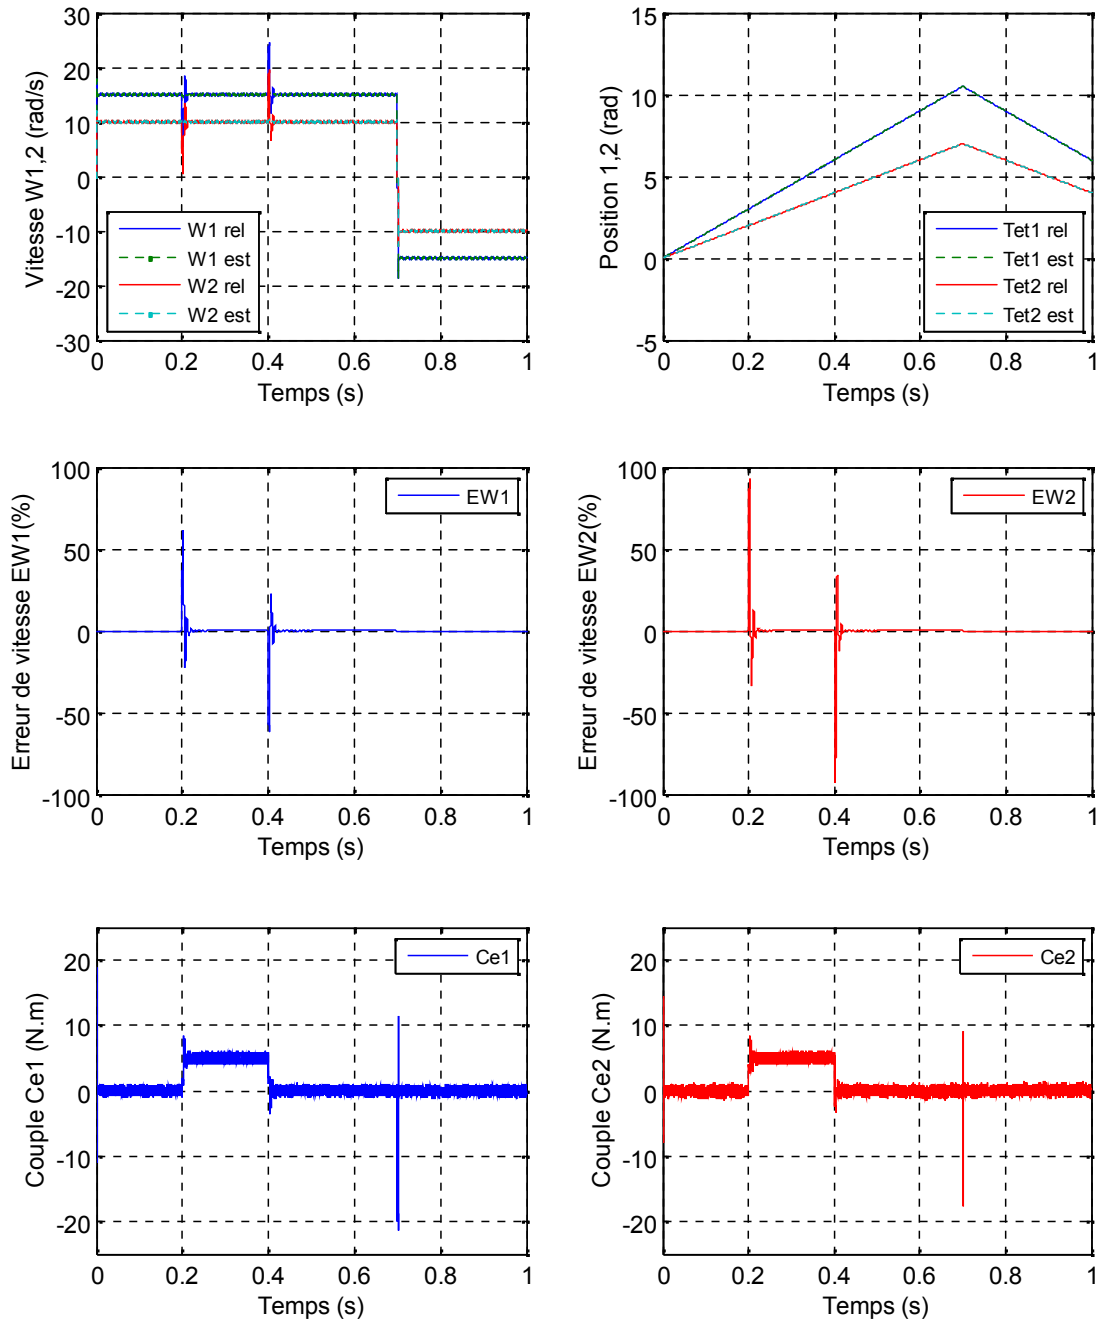 30
20
10
0
-10
-20
-30
Vitesse W1,2 (rad/s)
W1 rel
W1 est
W2 rel
W2 est
0 0.2 0.4 0.6 0.8 1
Temps (s)
15
10
5
0
-5
Position 1,2 (rad)
Tet1 rel
Tet1 est
Tet2 rel
Tet2 est
0 0.2 0.4 0.6 0.8 1
Temps (s)
100
50
0
-50
-100
Erreur de vitesse EW1(%)
EW1
0 0.2 0.4 0.6 0.8 1
Temps (s)
100
50
0
-50
-100
Erreur de vitesse EW2(%)
EW2
0 0.2 0.4 0.6 0.8 1
Temps (s)
20
10
0
-10
-20
Couple Ce1 (N.m)
Ce1
0 0.2 0.4 0.6 0.8 1
Temps (s)
20
10
0
-10
-20
Couple Ce2 (N.m)
Ce2
0 0.2 0.4 0.6 0.8 1
Temps (s)